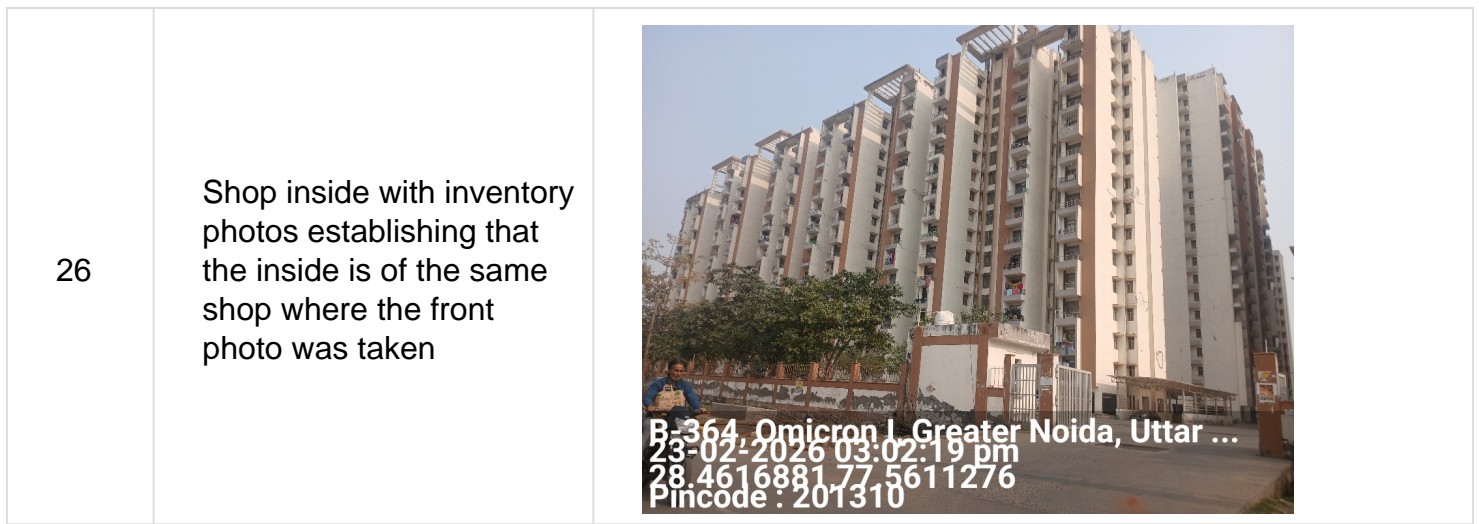 26
Shop inside with inventory
photos establishing that
the inside is of the same
shop where the front
photo was taken
B-364, Omicron I, Greater Noida, Uttar ...
23-02-2026 03:02:19 pm
28.4616881,77.5611276
Pincode : 201310